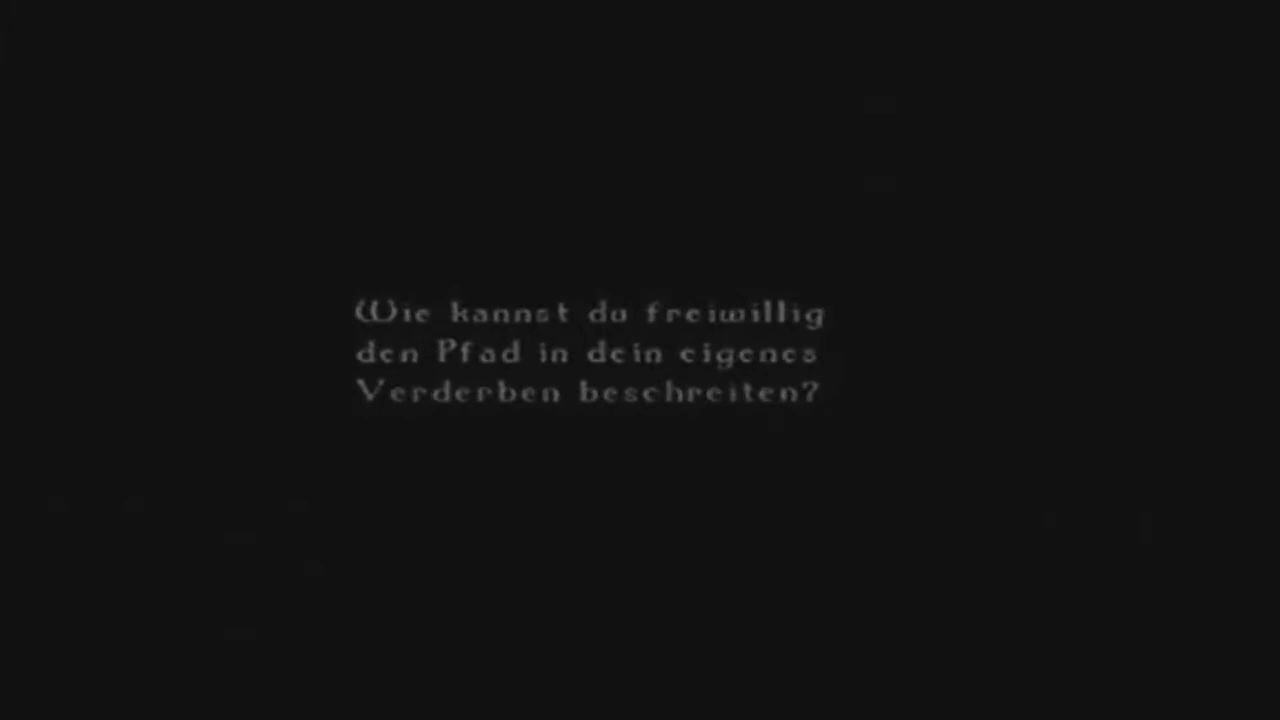 Wie kannst du freiwillig
den Pfad in dein eigenes
Verderben beschreiten?